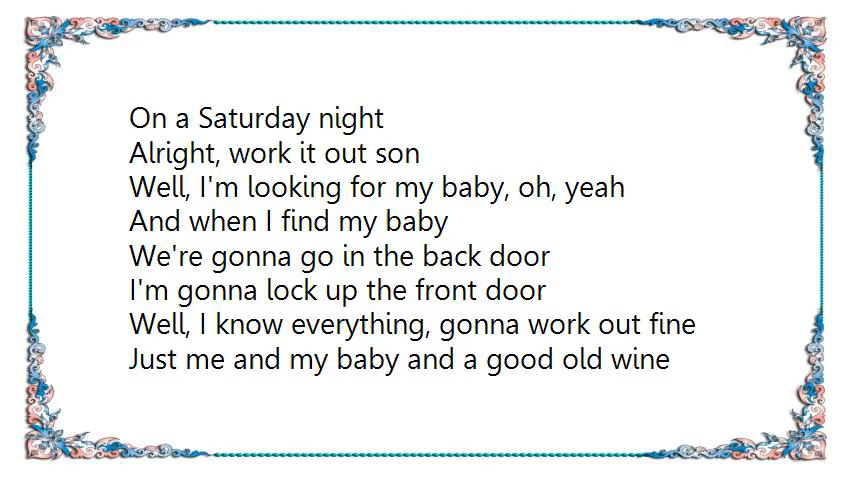 On a Saturday night
Alright, work it out son
Well, I'm looking for my baby, oh, yeah
And when I find my baby
We're gonna go in the back door
I'm gonna lock up the front door
Well, I know everything, gonna work out fine
Just me and my baby and a good old wine